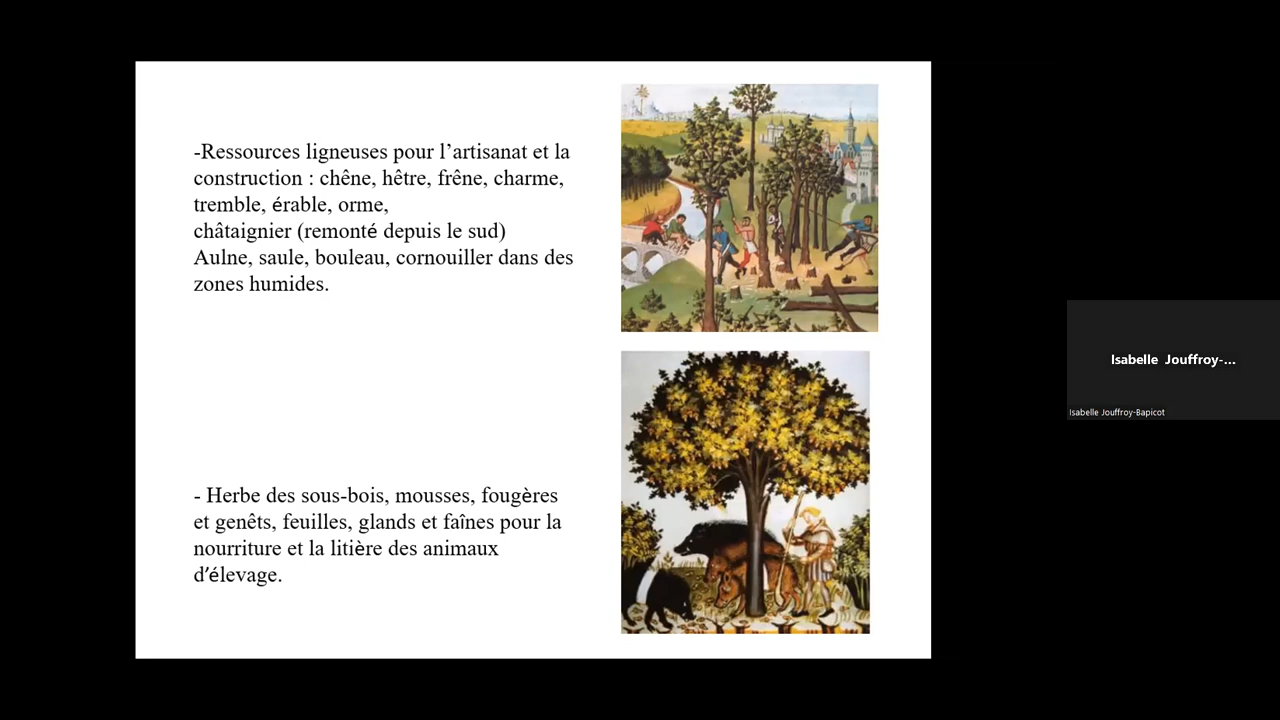 -Ressources ligneuses pour l’artisanat et la
construction : chêne, hêtre, frêne, charme,
tremble, érable, orme,
châtaignier (remonté depuis le sud)
Aulne, saule, bouleau, cornouiller dans des
zones humides.
- Herbe des sous-bois, mousses, fougères
et genêts, feuilles, glands et faînes pour la
nourriture et la litière des animaux
d’élevage.
Isabelle Jouffroy-...
Isabelle Jouffroy-Bapicot